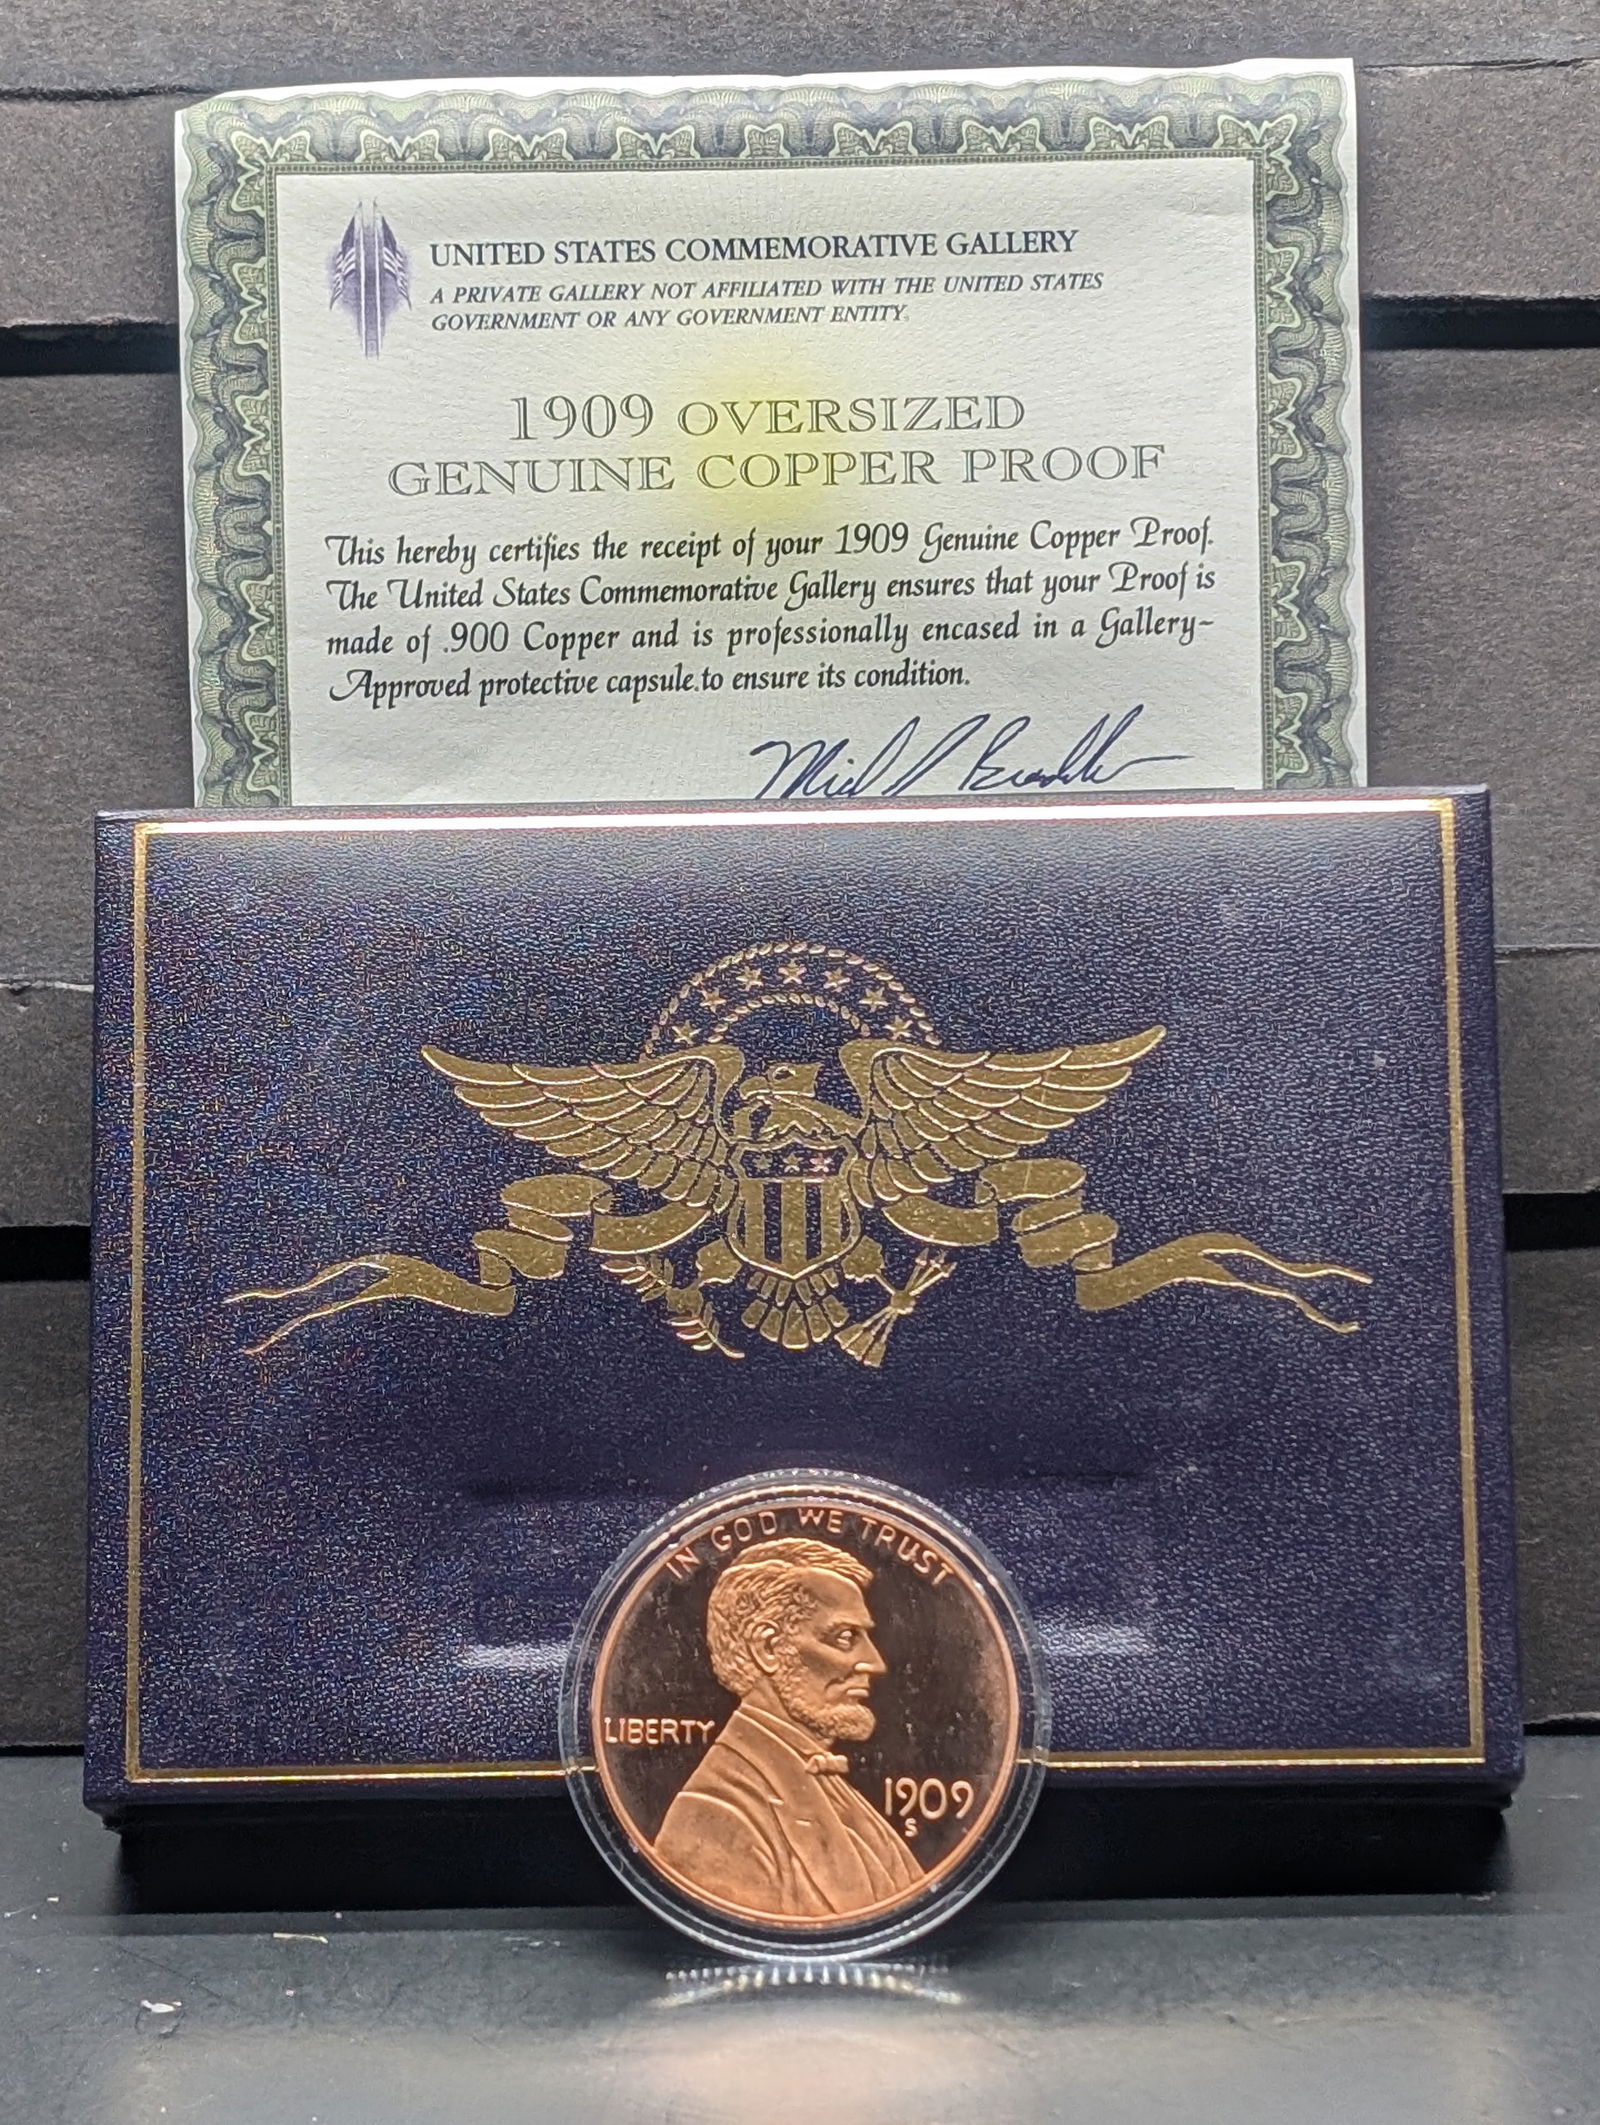 UNITED STATES COMMEMORATIVE GALLERY
A PRIVATE GALLERY NOT AFFILIATED WITH THE UNITED STATES
GOVERNMENT OR ANY GOVERNMENT ENTITY.
1909 OVERSIZED
GENUINE COPPER PROOF
This hereby certifies the receipt of your 1909 Genuine Copper Proof.
The United States Commemorative Gallery ensures that your Proof is
made of .900 Copper and is professionally encased in a Gallery-
Approved protective capsule.to ensure its condition.
IN GOD WE TRUST
LIBERTY
1909
S